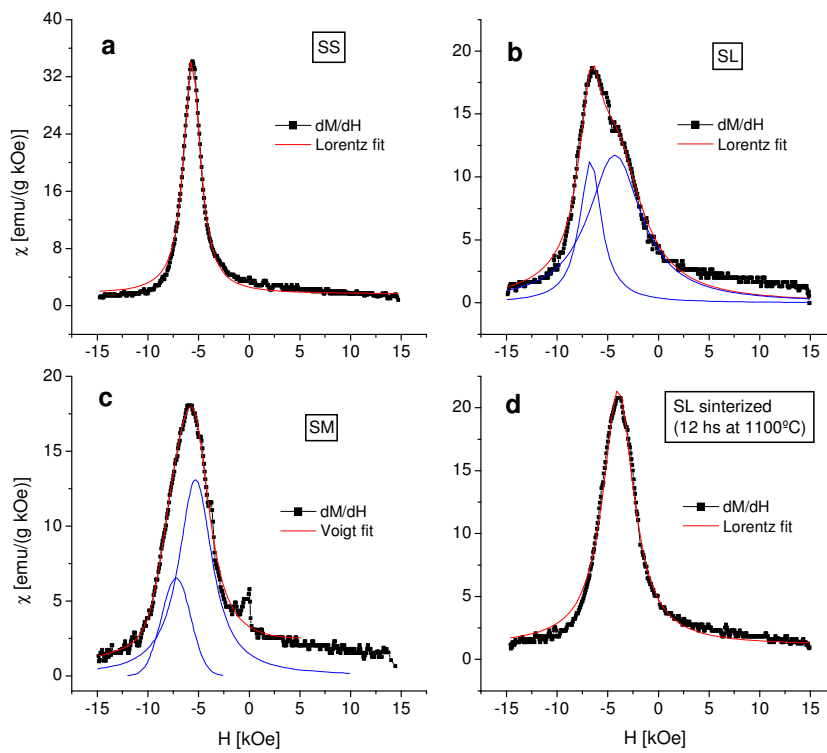 a
SS
dM/dH
Lorentz fit
χ [emu/(g kOe)]
40
32
24
16
8
0
-15 -10 -5 0 5 10 15
H [kOe]
b
SL
dM/dH
Lorentz fit
20
15
10
5
0
-15 -10 -5 0 5 10 15
H [kOe]
c
SM
dM/dH
Voigt fit
χ [emu/(g kOe)]
20
15
10
5
0
-15 -10 -5 0 5 10 15
H [kOe]
d
SL sinterized
(12 hs at 1100ºC)
dM/dH
Lorentz fit
20
15
10
5
0
-15 -10 -5 0 5 10 15
H [kOe]